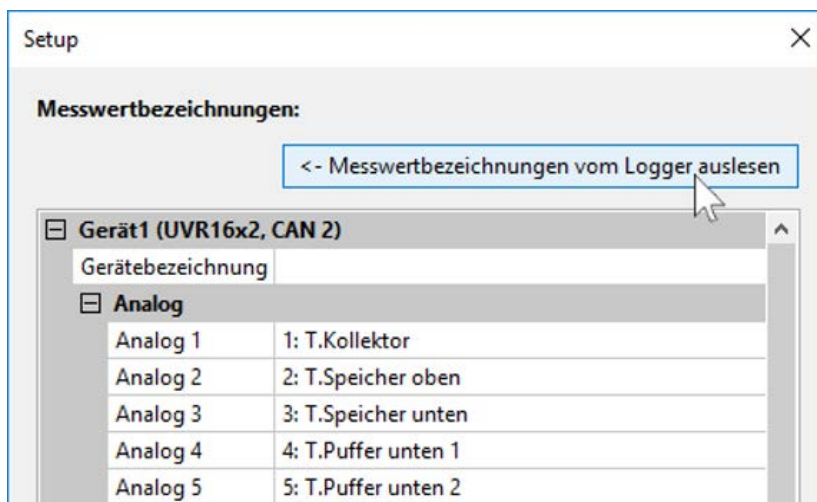 Setup
Messwertbezeichnungen:
<- Messwertbezeichnungen vom Logger auslesen
Gerät1 (UVR16x2, CAN 2)
Gerätebezeichnung
Analog
Analog 1 1: T.Kollektor
Analog 2 2: T.Speicher oben
Analog 3 3: T.Speicher unten
Analog 4 4: T.Puffer unten 1
Analog 5 5: T.Puffer unten 2